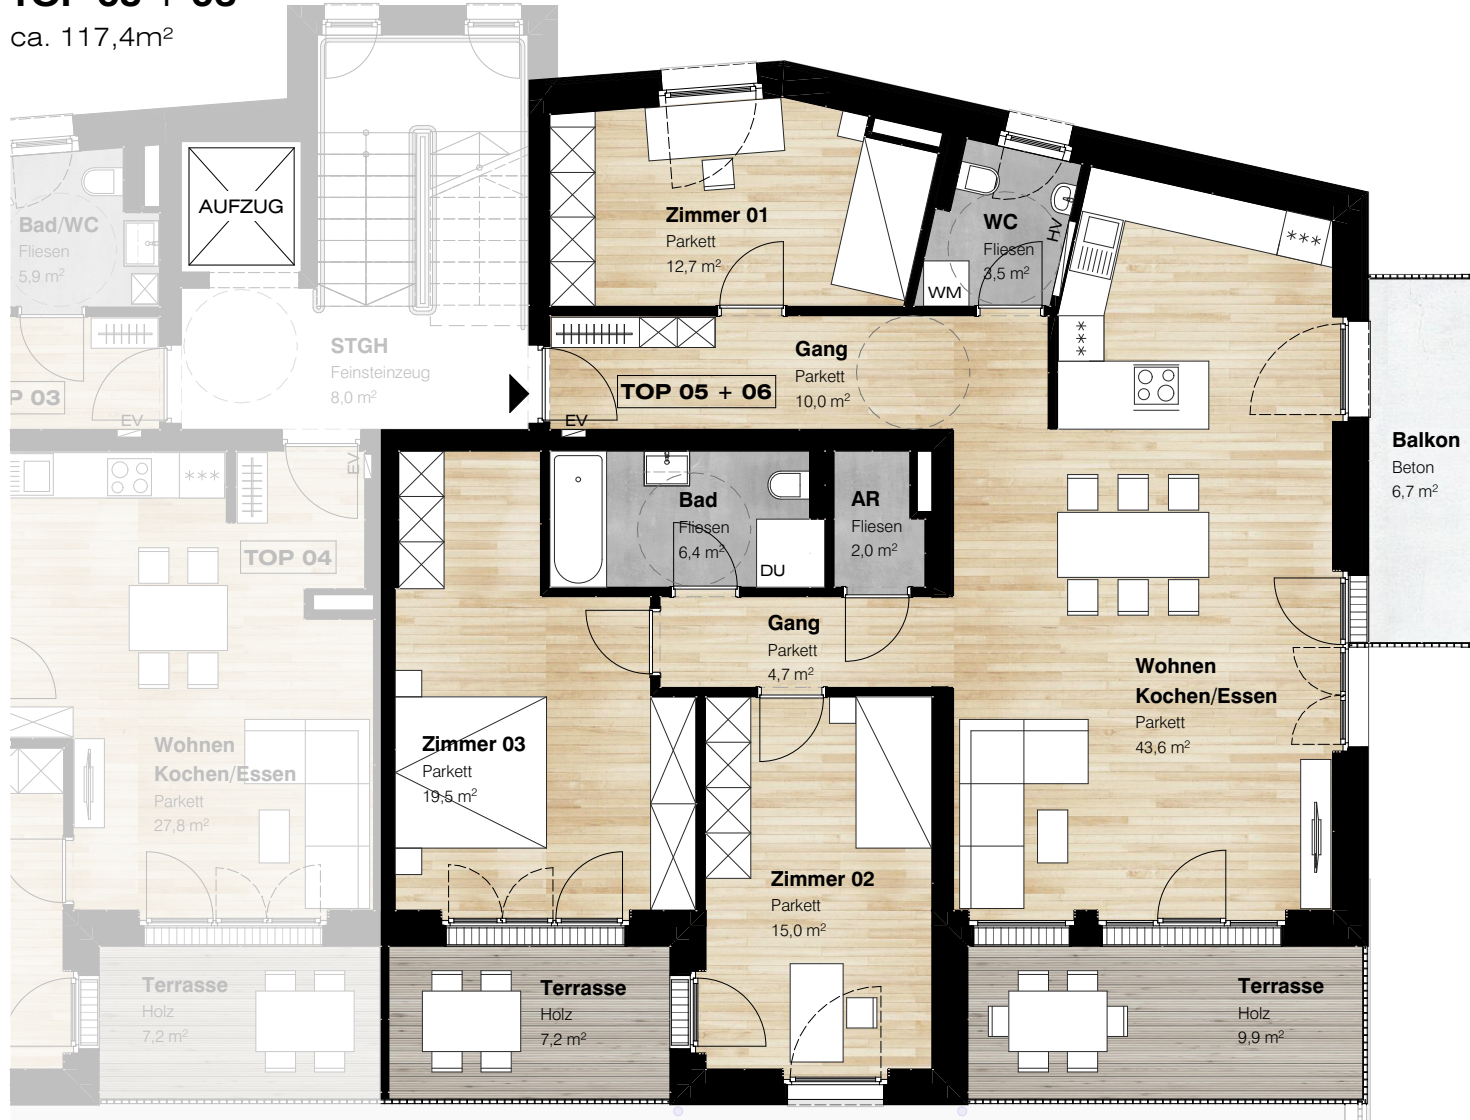 ca. 117,4m²
AUFZUG
Bad/WC
Fliesen
5,9 m²
STGH
Feinsteinzeug
8,0 m²
EV
EV
TOP 04
Wohnen
Kochen/Essen
Parkett
27,8 m²
Terrasse
Holz
7,2 m²
***
Zimmer 01
Parkett
12,7 m²
WC
Fliesen
3,5 m²
HV
WM
***
***
Gang
Parkett
10,0 m²
TOP 05 + 06
EV
Bad
Fliesen
6,4 m²
DU
AR
Fliesen
2,0 m²
Gang
Parkett
4,7 m²
Balkon
Beton
6,7 m²
Wohnen
Kochen/Essen
Parkett
43,6 m²
Zimmer 03
Parkett
19,5 m²
Zimmer 02
Parkett
15,0 m²
Terrasse
Holz
7,2 m²
Terrasse
Holz
9,9 m²